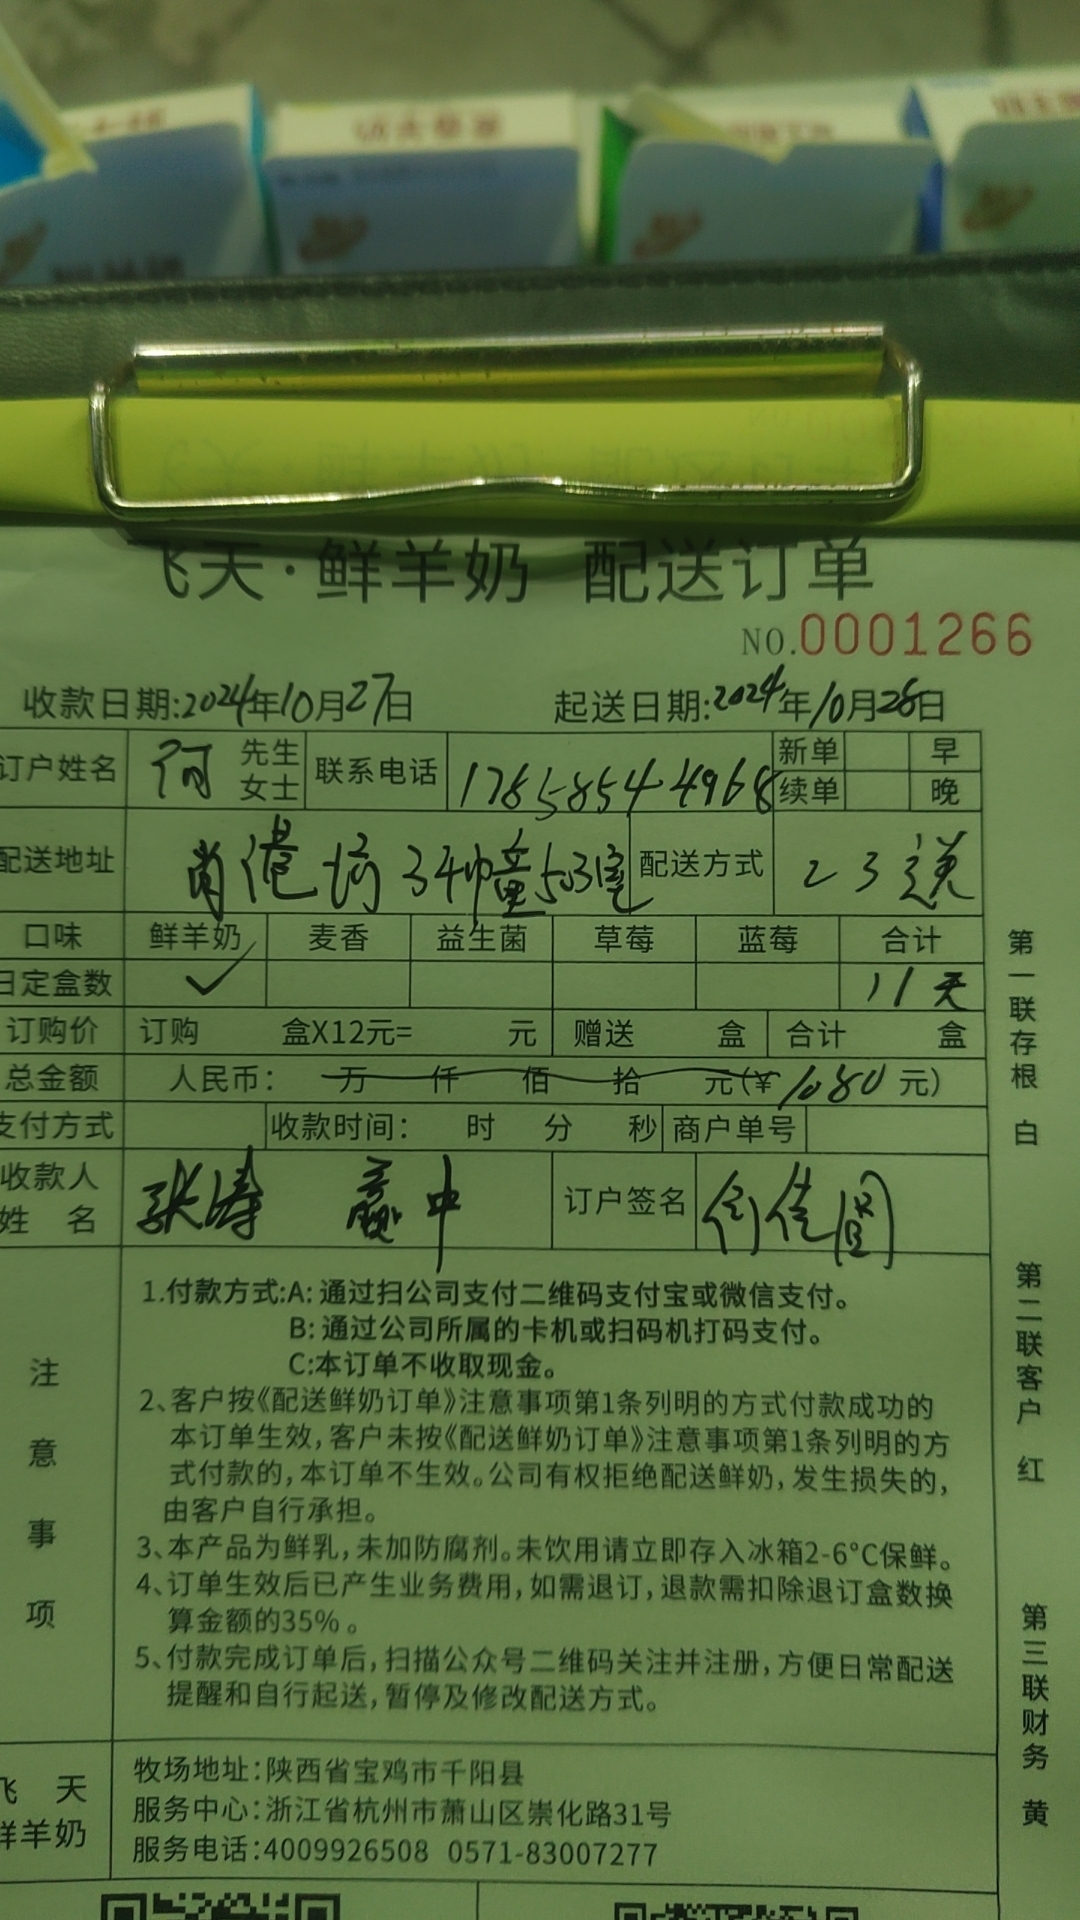 飞天·鲜羊奶 配送订单
NO.0001266
收款日期:2024年10月27日 起送日期:2024年10月28日
订户姓名 何 先生 女士 联系电话 17858544968 新单 早
续单 晚
配送地址 34幢503室 配送方式 23送
口味 鲜羊奶 麦香 益生菌 草莓 蓝莓 合计
日定盒数 ✓ 11天
订购价 订购 盒X12元= 元 赠送 盒 合计 盒
总金额 人民币: 万 仟 佰 拾 元(¥1080元)
支付方式 收款时间: 时 分 秒 商户单号
收款人 姓名 张涛 赢中 订户签名
注意事项
1.付款方式:A: 通过扫公司支付二维码支付宝或微信支付。
B: 通过公司所属的卡机或扫码机打码支付。
C:本订单不收取现金。
2、客户按《配送鲜奶订单》注意事项第1条列明的方式付款成功的
本订单生效,客户未按《配送鲜奶订单》注意事项第1条列明的方
式付款的,本订单不生效。公司有权拒绝配送鲜奶,发生损失的,
由客户自行承担。
3、本产品为鲜乳,未加防腐剂。未饮用请立即存入冰箱2-6°C保鲜。
4、订单生效后已产生业务费用,如需退订,退款需扣除退订盒数换
算金额的35%。
5、付款完成订单后,扫描公众号二维码关注并注册,方便日常配送
提醒和自行起送,暂停及修改配送方式。
飞天
鲜羊奶
牧场地址:陕西省宝鸡市千阳县
服务中心:浙江省杭州市萧山区崇化路31号
服务电话:4009926508 0571-83007277
第一联存根 白
第二联客户 红
第三联财务 黄